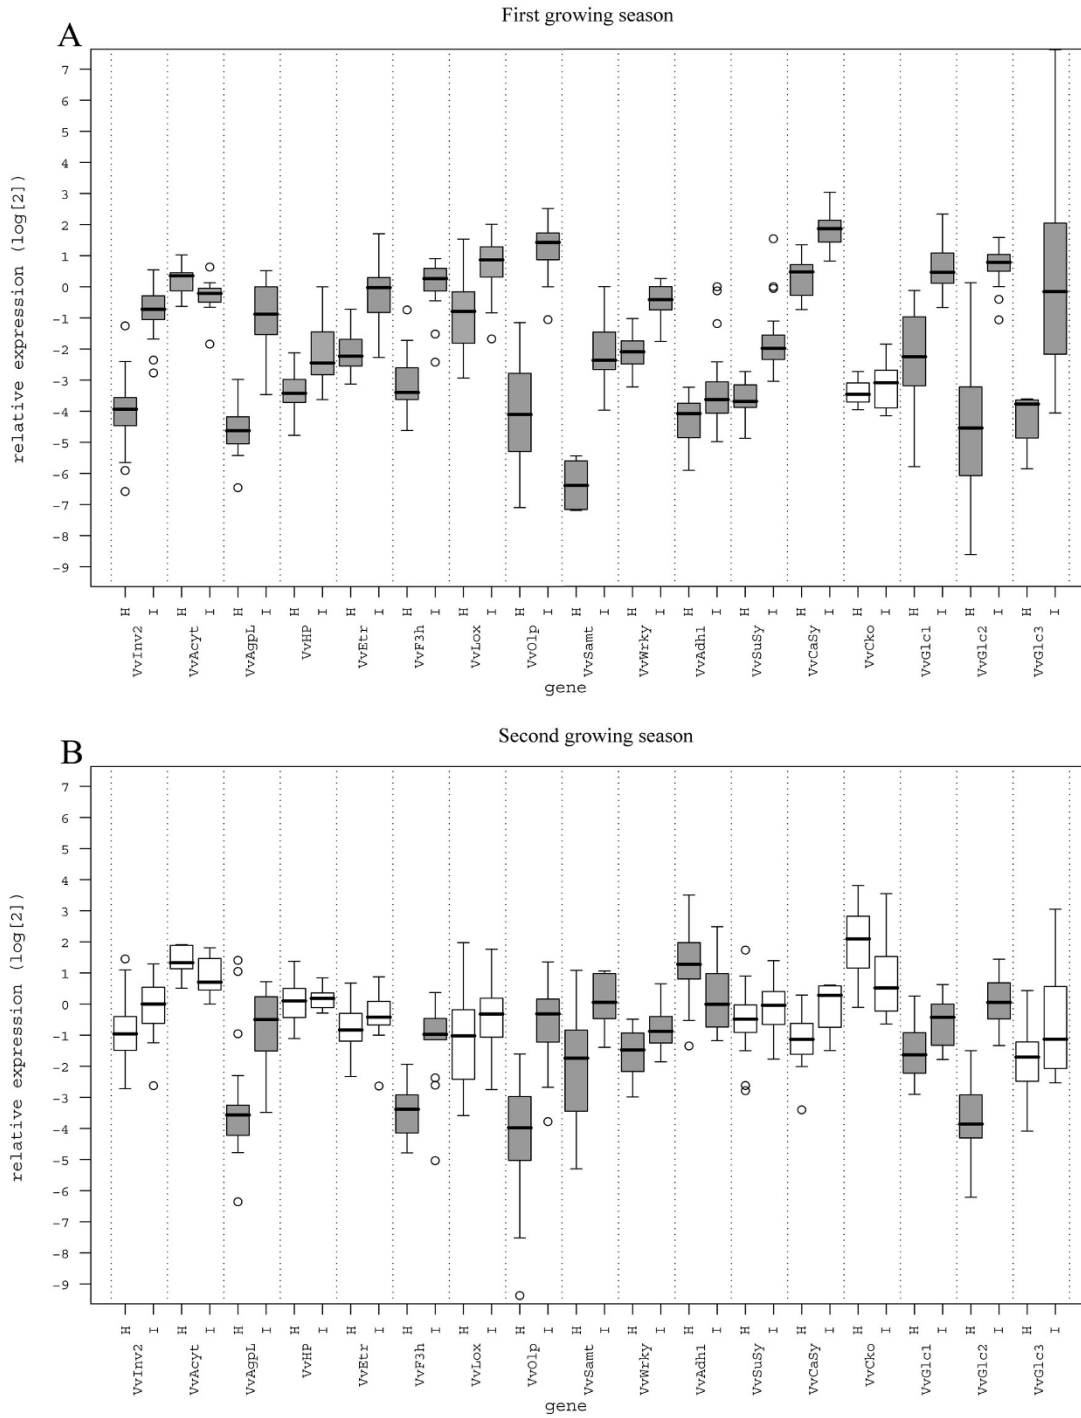 First growing season
A
relative expression (log[2])
7
6
5
4
3
2
1
0
-1
-2
-3
-4
-5
-6
-7
-8
-9
H I H I H I H I H I H I H I H I H I H I H I H I H I H I H I H I H I
VvInv2 VvAcyt VvAgpL VvHP VvEtr VvF3h VvLox VvOlp VvSamt VvWrky VvAdh1 VvSuSy VvCaSy VvCko VvGlc1 VvGlc2 VvGlc3
gene
Second growing season
B
relative expression (log[2])
7
6
5
4
3
2
1
0
-1
-2
-3
-4
-5
-6
-7
-8
-9
H I H I H I H I H I H I H I H I H I H I H I H I H I H I H I H I H I
VvInv2 VvAcyt VvAgpL VvHP VvEtr VvF3h VvLox VvOlp VvSamt VvWrky VvAdh1 VvSuSy VvCaSy VvCko VvGlc1 VvGlc2 VvGlc3
gene